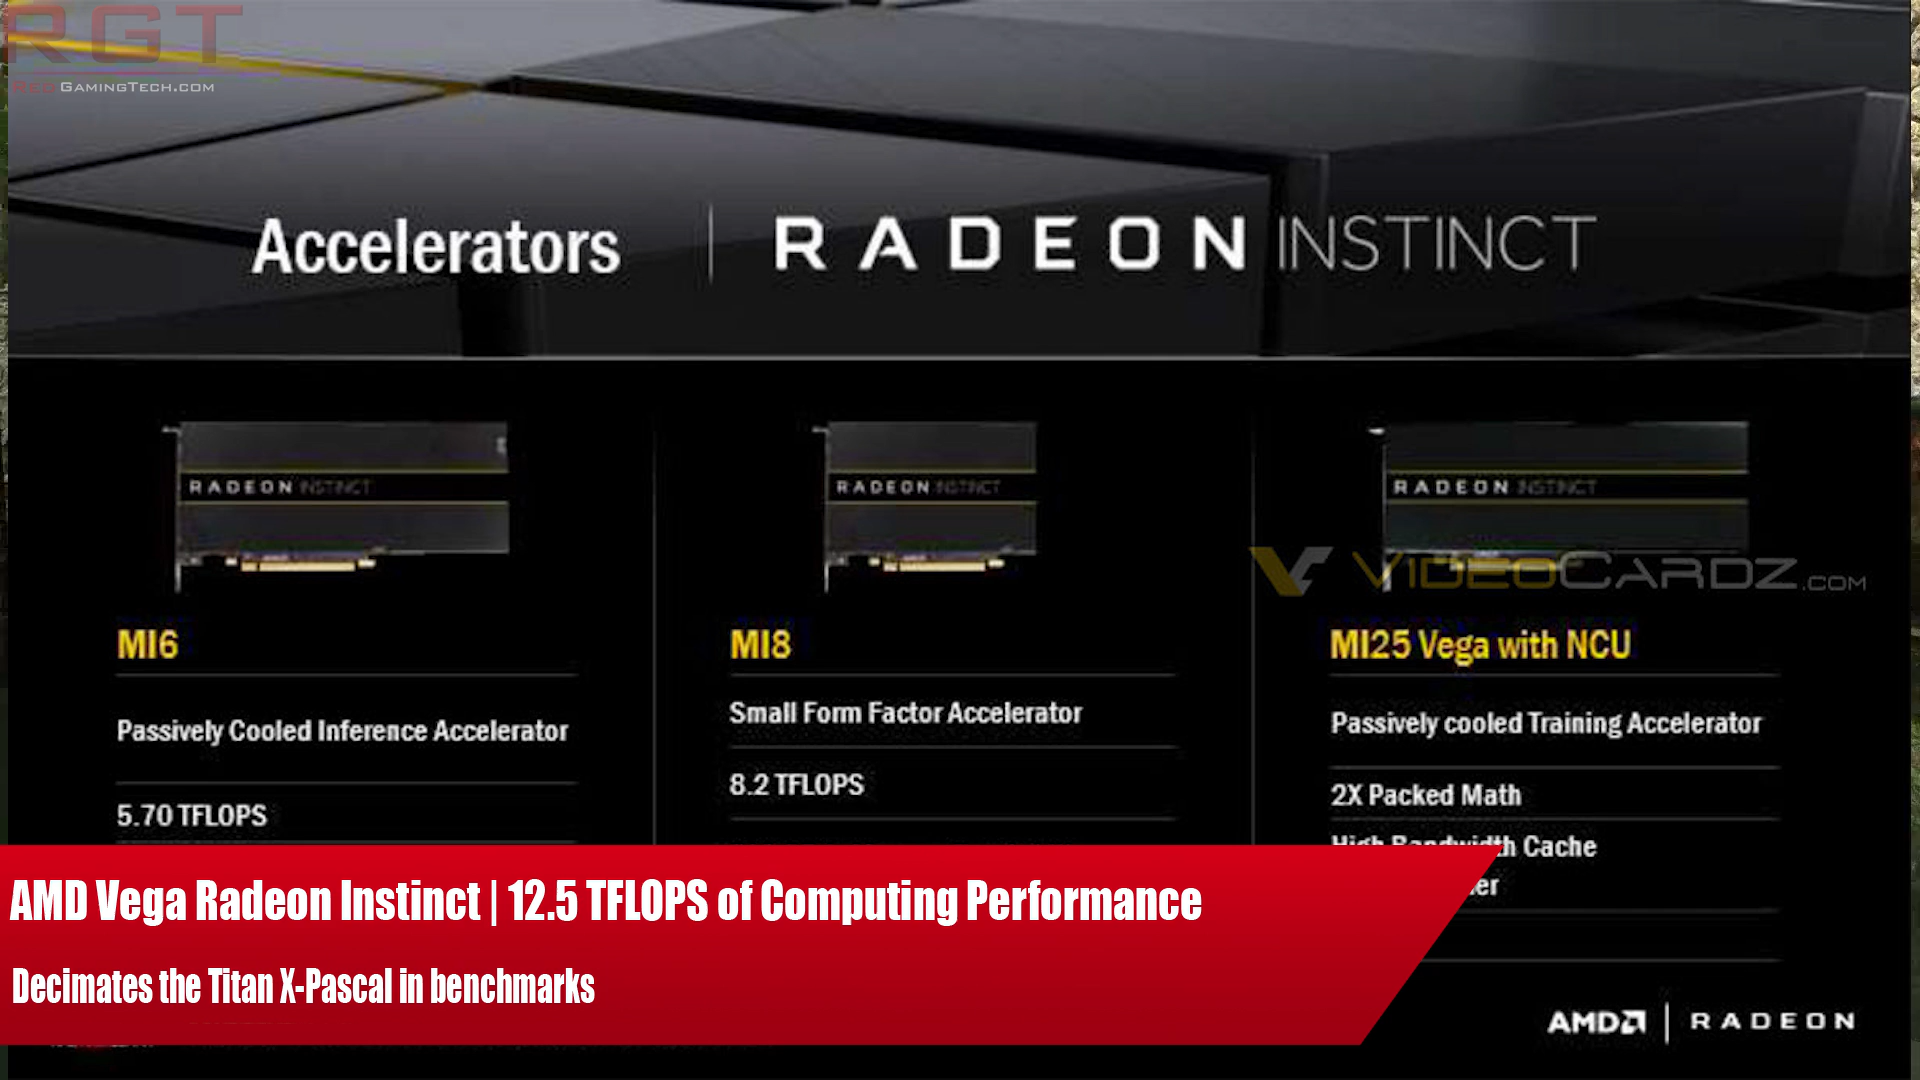 RGT
REDGAMINGTECH.COM
Accelerators | RADEON INSTINCT
RADEON INSTINCT
RADEON INSTINCT
RADEON INSTINCT
VIDEOCARDZ.COM
MI6
Passively Cooled Inference Accelerator
5.70 TFLOPS
MI8
Small Form Factor Accelerator
8.2 TFLOPS
MI25 Vega with NCU
Passively cooled Training Accelerator
2X Packed Math
High Bandwidth Cache
AMD Vega Radeon Instinct | 12.5 TFLOPS of Computing Performance
Decimates the Titan X-Pascal in benchmarks
AMD | RADEON